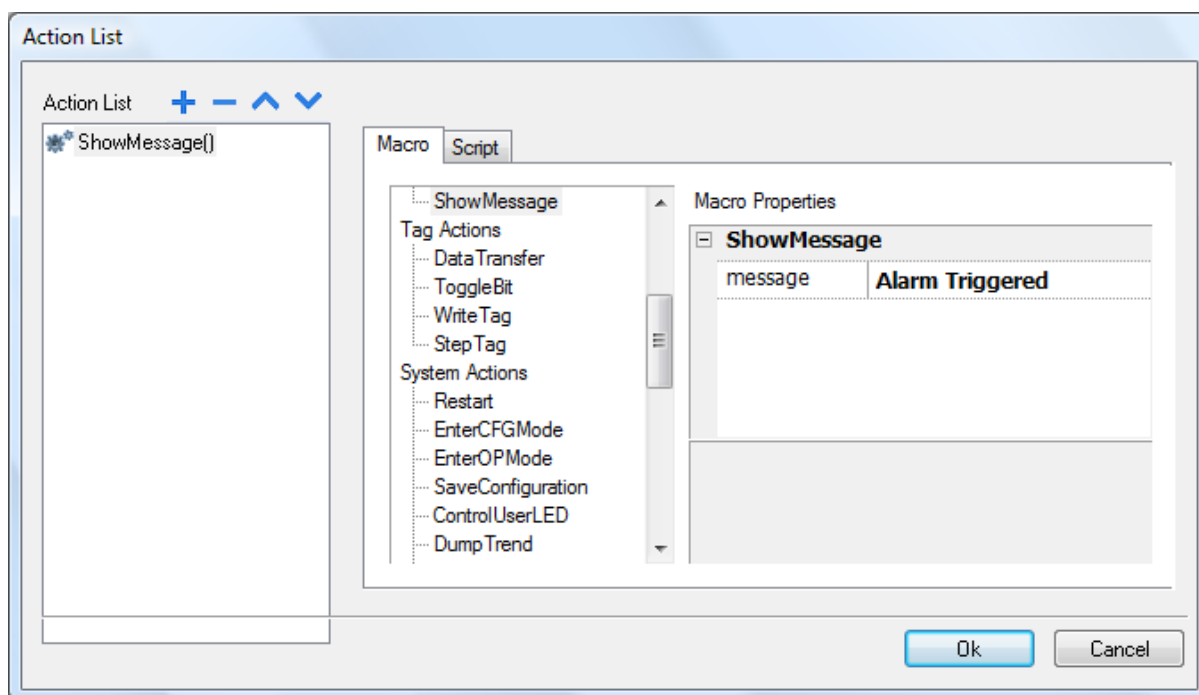 Action List
Action List
ShowMessage()
Macro
Script
ShowMessage
Tag Actions
DataTransfer
ToggleBit
WriteTag
StepTag
System Actions
Restart
EnterCFGMode
EnterOPMode
SaveConfiguration
ControlUserLED
DumpTrend
Macro Properties
ShowMessage
message Alarm Triggered
Ok
Cancel